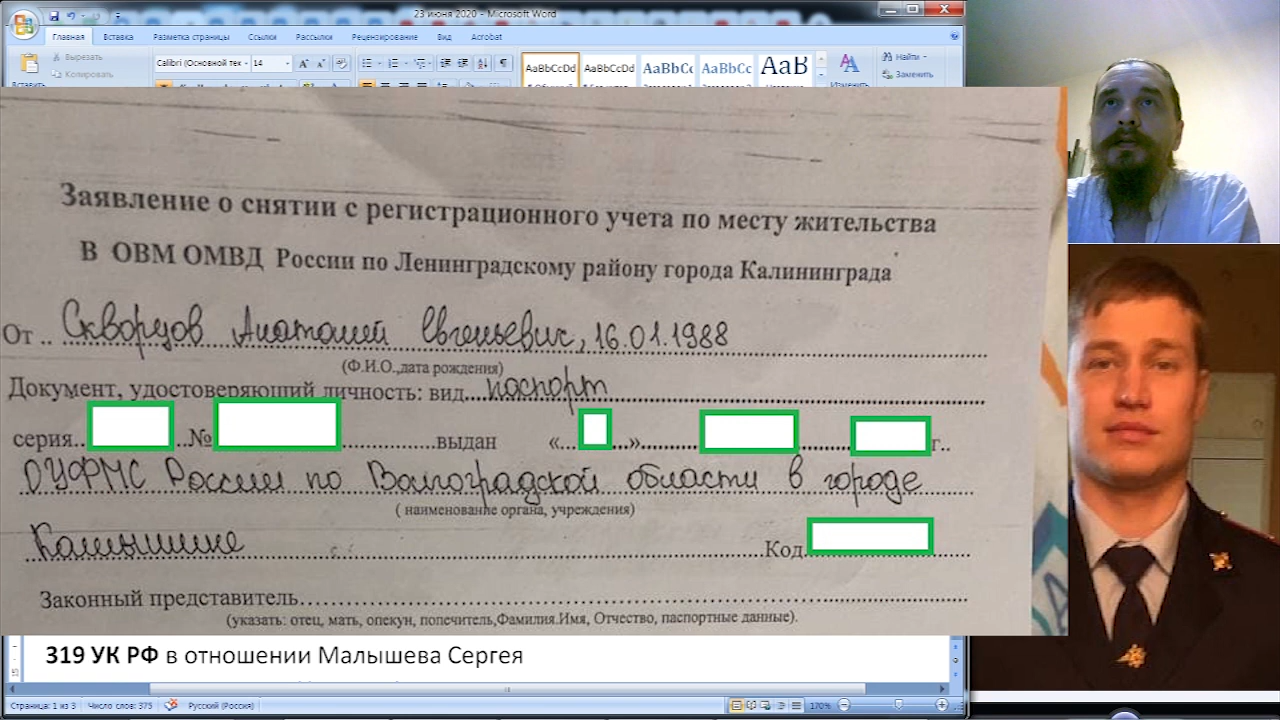 23 июня 2020 - Microsoft Word
Главная Вставка Разметка страницы Ссылки Рассылки Рецензирование Вид Acrobat
Вырезать
Копировать
Вставить
Calibri (Основной тек 14
AaBbCcDd AaBbCcDd AaBbCc AaBbCc АаВ
Изменить
Найти
Заменить
Заявление о снятии с регистрационного учета по месту жительства
В ОВМ ОМВД России по Ленинградскому району города Калининграда
От .. Скворцов Анатолий Евгеньевич, 16.01.1988
(Ф.И.О.,дата рождения)
Документ, удостоверяющий личность: вид....паспорт
серия.. ..№ ..................выдан «... ...».......... .......... г..
ОУФМС России по Волгоградской области в городе
( наименование органа, учреждения)
Камышине Код
Законный представитель
(указать: отец, мать, опекун, попечитель,Фамилия.Имя, Отчество, паспортные данные).
319 УК РФ в отношении Малышева Сергея
Страница: 1 из 3 Число слов: 375 170%